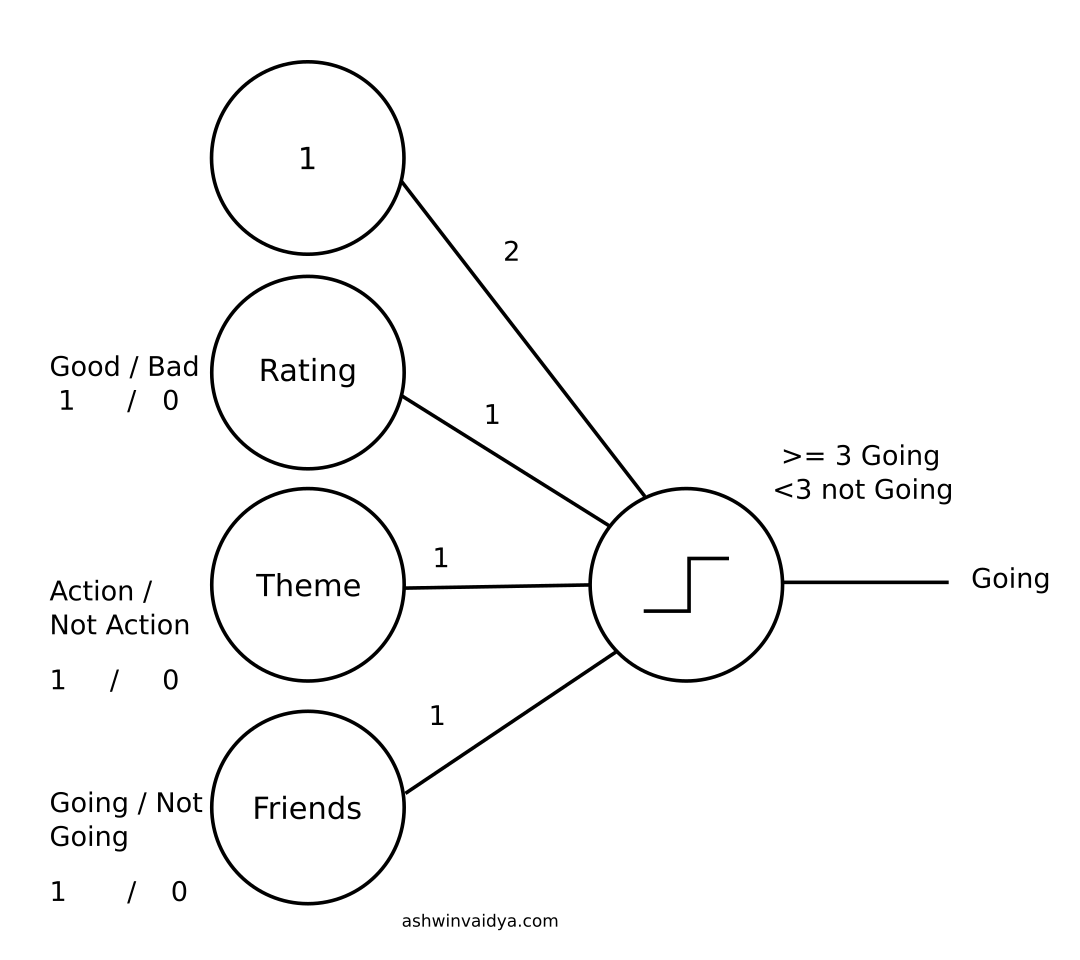 1
2
Good / Bad
1 / 0
Rating
1
>= 3 Going
<3 not Going
Action /
Not Action
1 / 0
Theme
1
Going
Going / Not
Going
1 / 0
Friends
1
ashwinvaidya.com